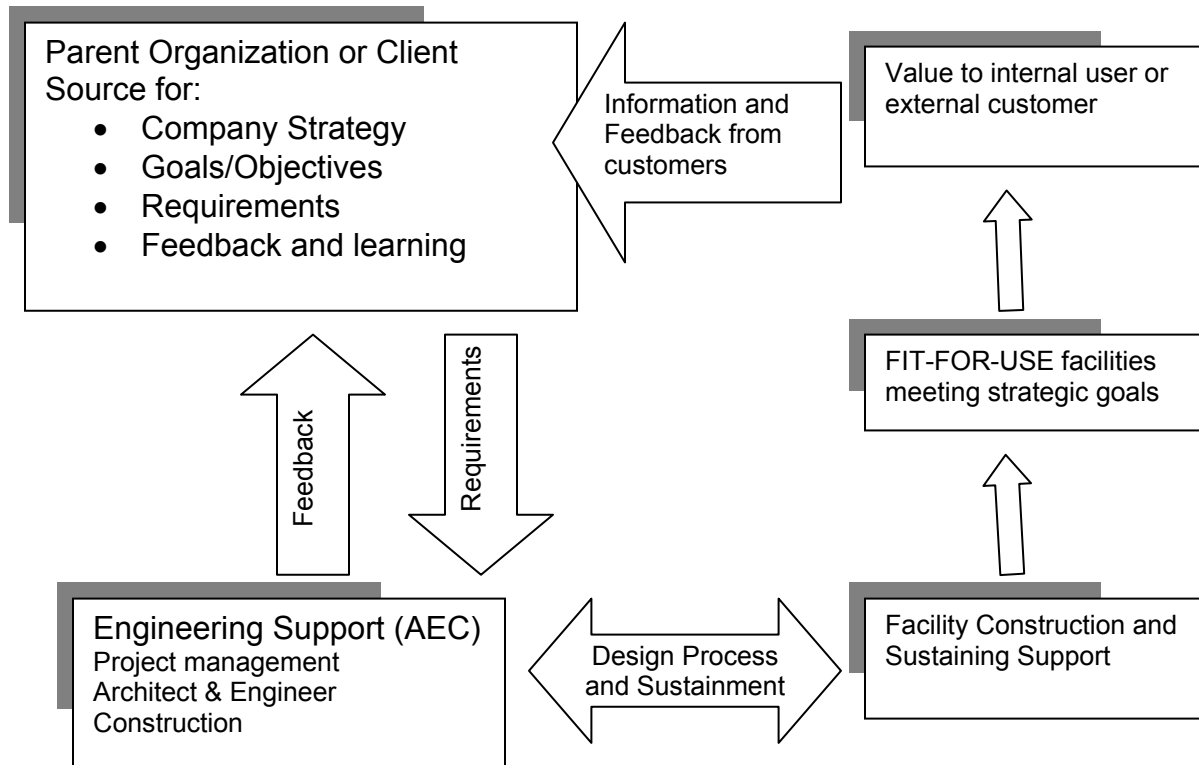 Parent Organization or Client
Source for:
• Company Strategy
• Goals/Objectives
• Requirements
• Feedback and learning
Information and
Feedback from
customers
Value to internal user or
external customer
FIT-FOR-USE facilities
meeting strategic goals
Feedback
Requirements
Engineering Support (AEC)
Project management
Architect & Engineer
Construction
Design Process
and Sustainment
Facility Construction and
Sustaining Support